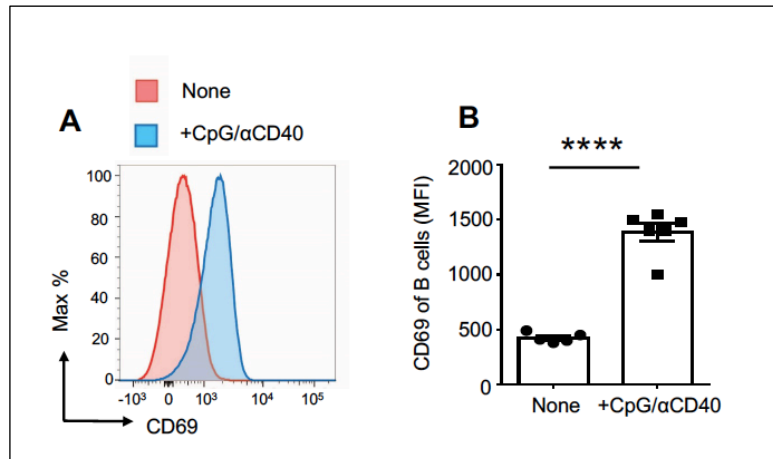 None
+CpG/αCD40
A
Max %
100
80
60
40
20
0
-10³ 0 10³ 10⁴ 10⁵
CD69
B
****
CD69 of B cells (MFI)
2000
1500
1000
500
0
None +CpG/αCD40